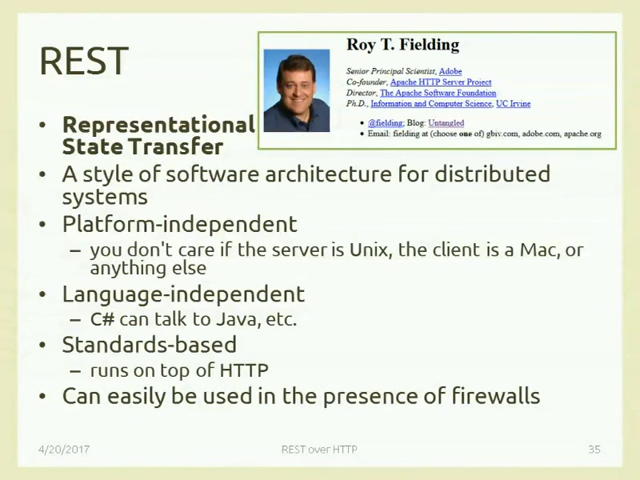 REST
Roy T. Fielding
Senior Principal Scientist, Adobe
Co-founder, Apache HTTP Server Project
Director, The Apache Software Foundation
Ph.D., Information and Computer Science, UC Irvine
• @fielding; Blog: Untangled
• Email: fielding at (choose one of) gbiv.com, adobe.com, apache.org
• Representational
State Transfer
• A style of software architecture for distributed
systems
• Platform-independent
– you don't care if the server is Unix, the client is a Mac, or
anything else
• Language-independent
– C# can talk to Java, etc.
• Standards-based
– runs on top of HTTP
• Can easily be used in the presence of firewalls
4/20/2017
REST over HTTP
35